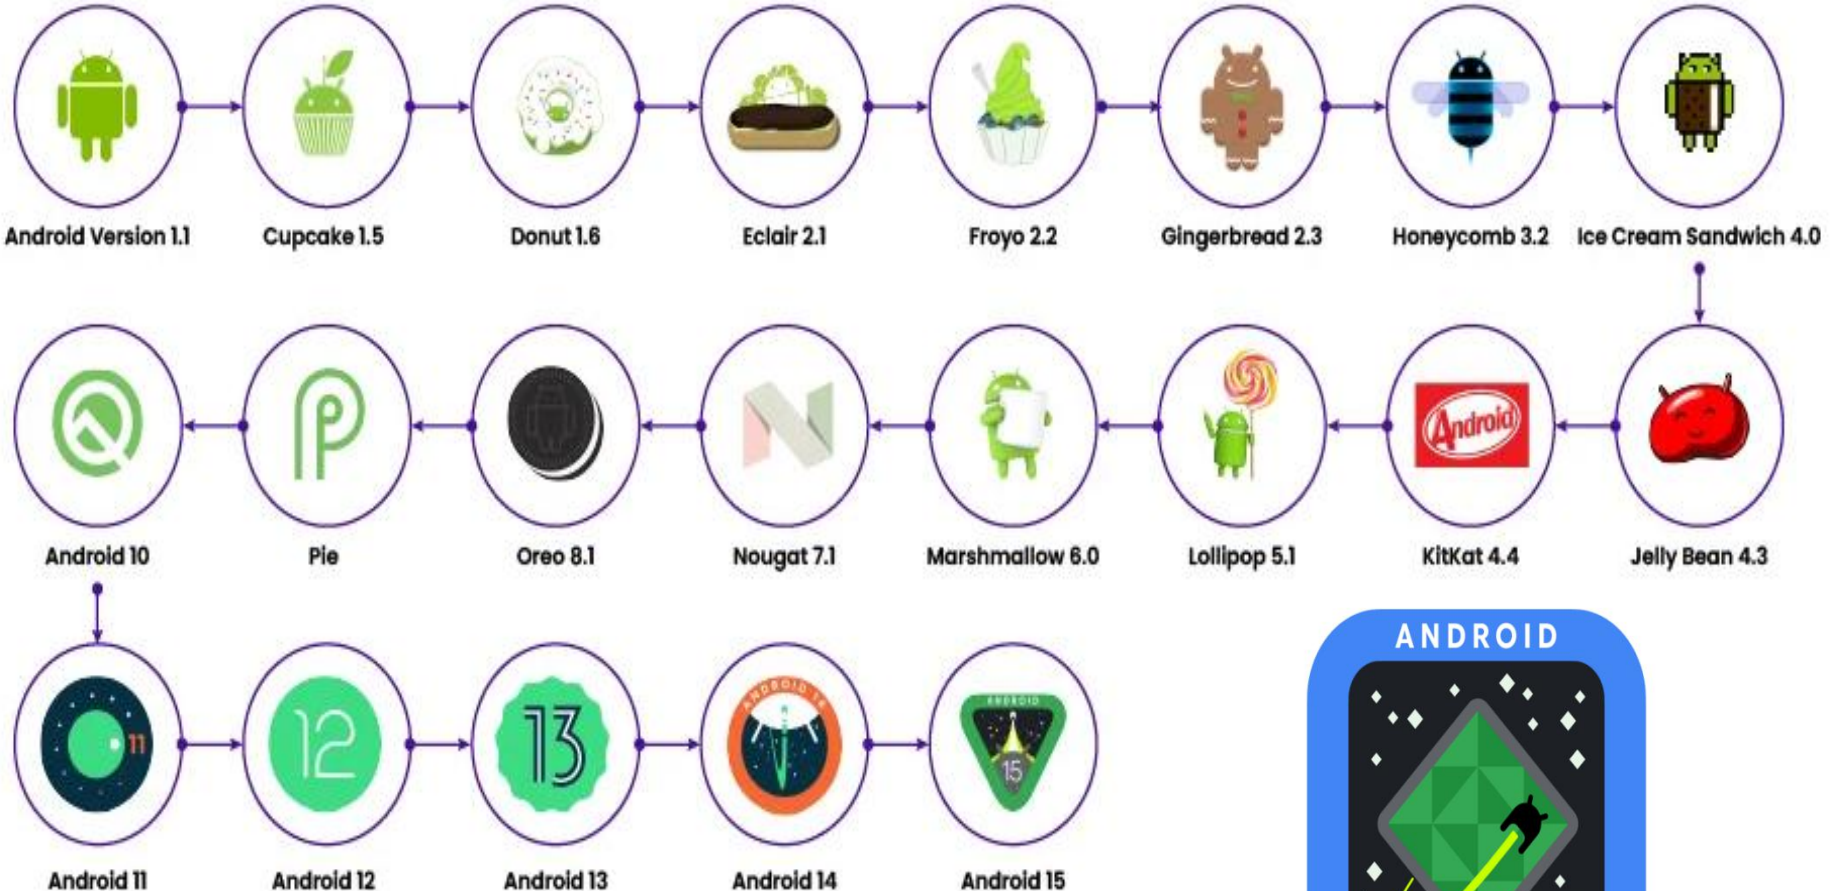 Android Version 1.1
Cupcake 1.5
Donut 1.6
Eclair 2.1
Froyo 2.2
Gingerbread 2.3
Honeycomb 3.2
Ice Cream Sandwich 4.0
Android
Android 10
Pie
Oreo 8.1
Nougat 7.1
Marshmallow 6.0
Lollipop 5.1
KitKat 4.4
Jelly Bean 4.3
ANDROID
11
12
13
ANDROID 14
ANDROID
15
Android 11
Android 12
Android 13
Android 14
Android 15